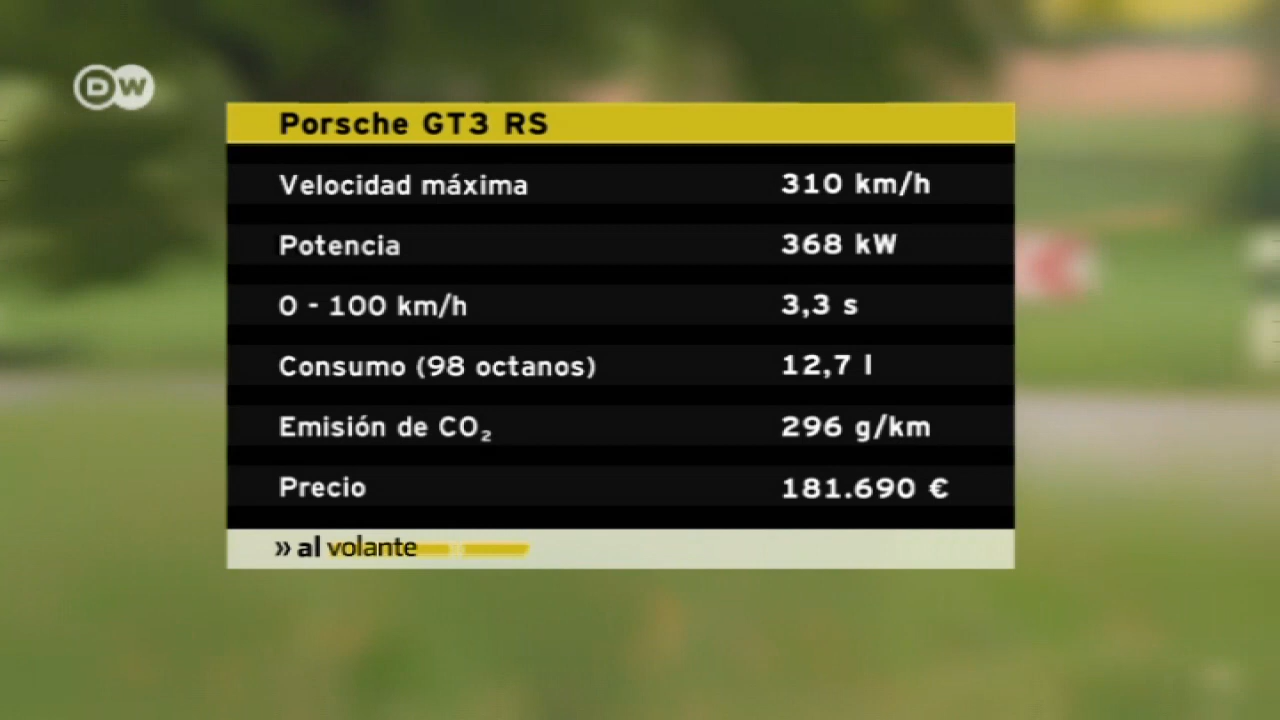 DW
Porsche GT3 RS
Velocidad máxima 310 km/h
Potencia 368 kW
0 - 100 km/h 3,3 s
Consumo (98 octanos) 12,7 l
Emisión de CO₂ 296 g/km
Precio 181.690 €
» al volante